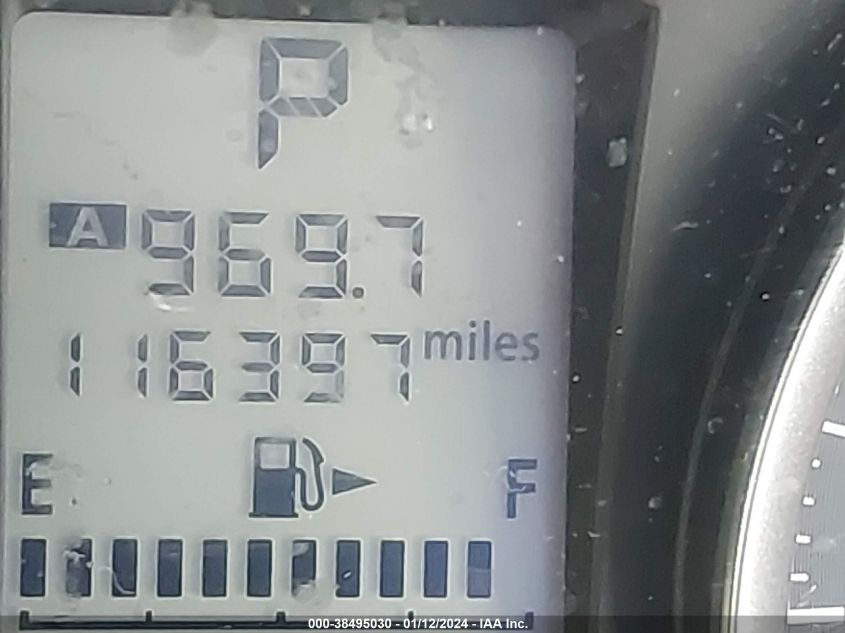 P
A 969.7
116397 miles
E F
000-38495030 - 01/12/2024 - IAA Inc.